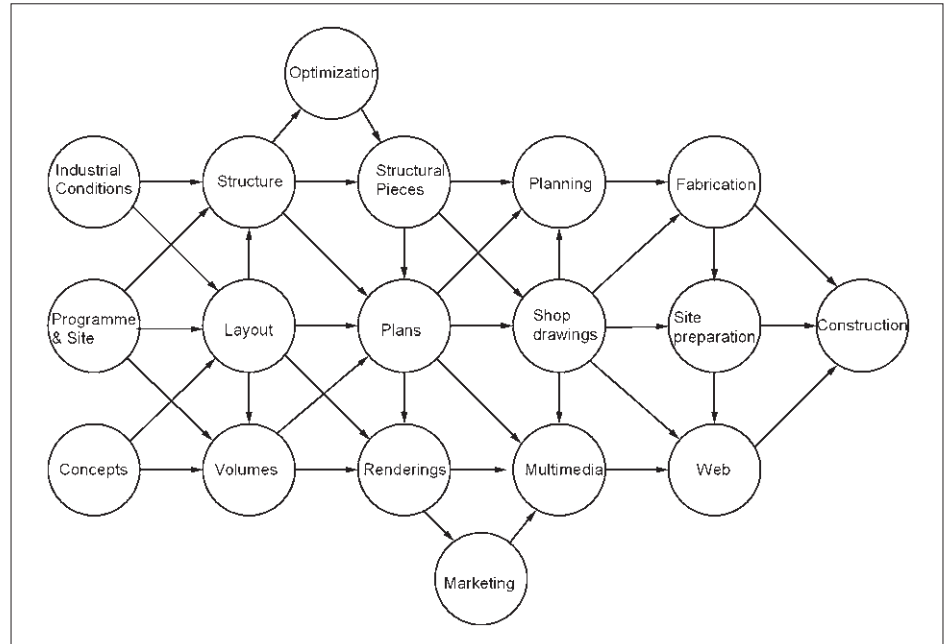 Optimization
Industrial
Conditions
Structure
Structural
Pieces
Planning
Fabrication
Programme
& Site
Layout
Plans
Shop
drawings
Site
preparation
Construction
Concepts
Volumes
Renderings
Multimedia
Web
Marketing